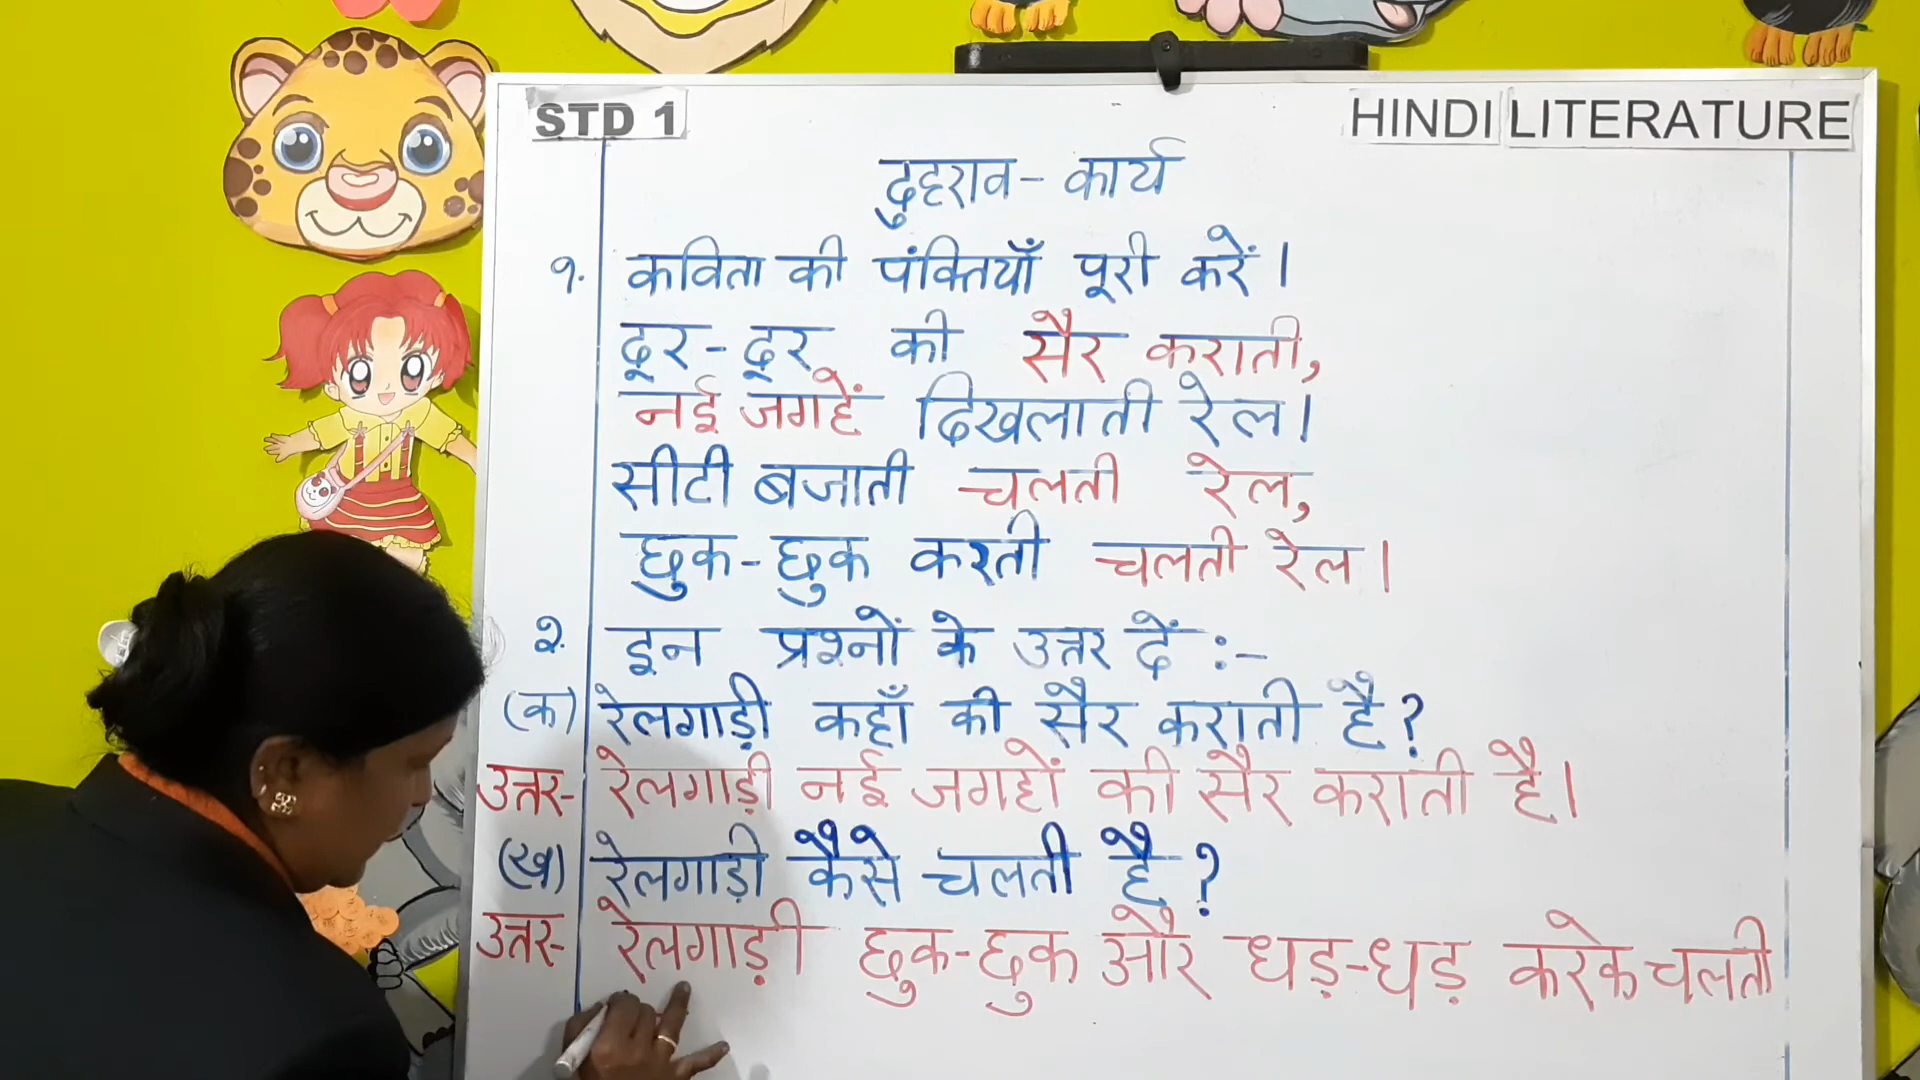 STD 1
HINDI LITERATURE
दुहराव - कार्य
१. कविता की पंक्तियाँ पूरी करें।
दूर - दूर की सैर कराती,
नई जगहें दिखलाती रेल।
सीटी बजाती चलती रेल,
छुक - छुक करती चलती रेल।
२. इन प्रश्नों के उत्तर दें :-
(क) रेलगाड़ी कहाँ की सैर कराती है?
उत्तर- रेलगाड़ी नई जगहों की सैर कराती है।
(ख) रेलगाड़ी कैसे चलती है?
उत्तर- रेलगाड़ी छुक-छुक और धड़-धड़ करके चलती